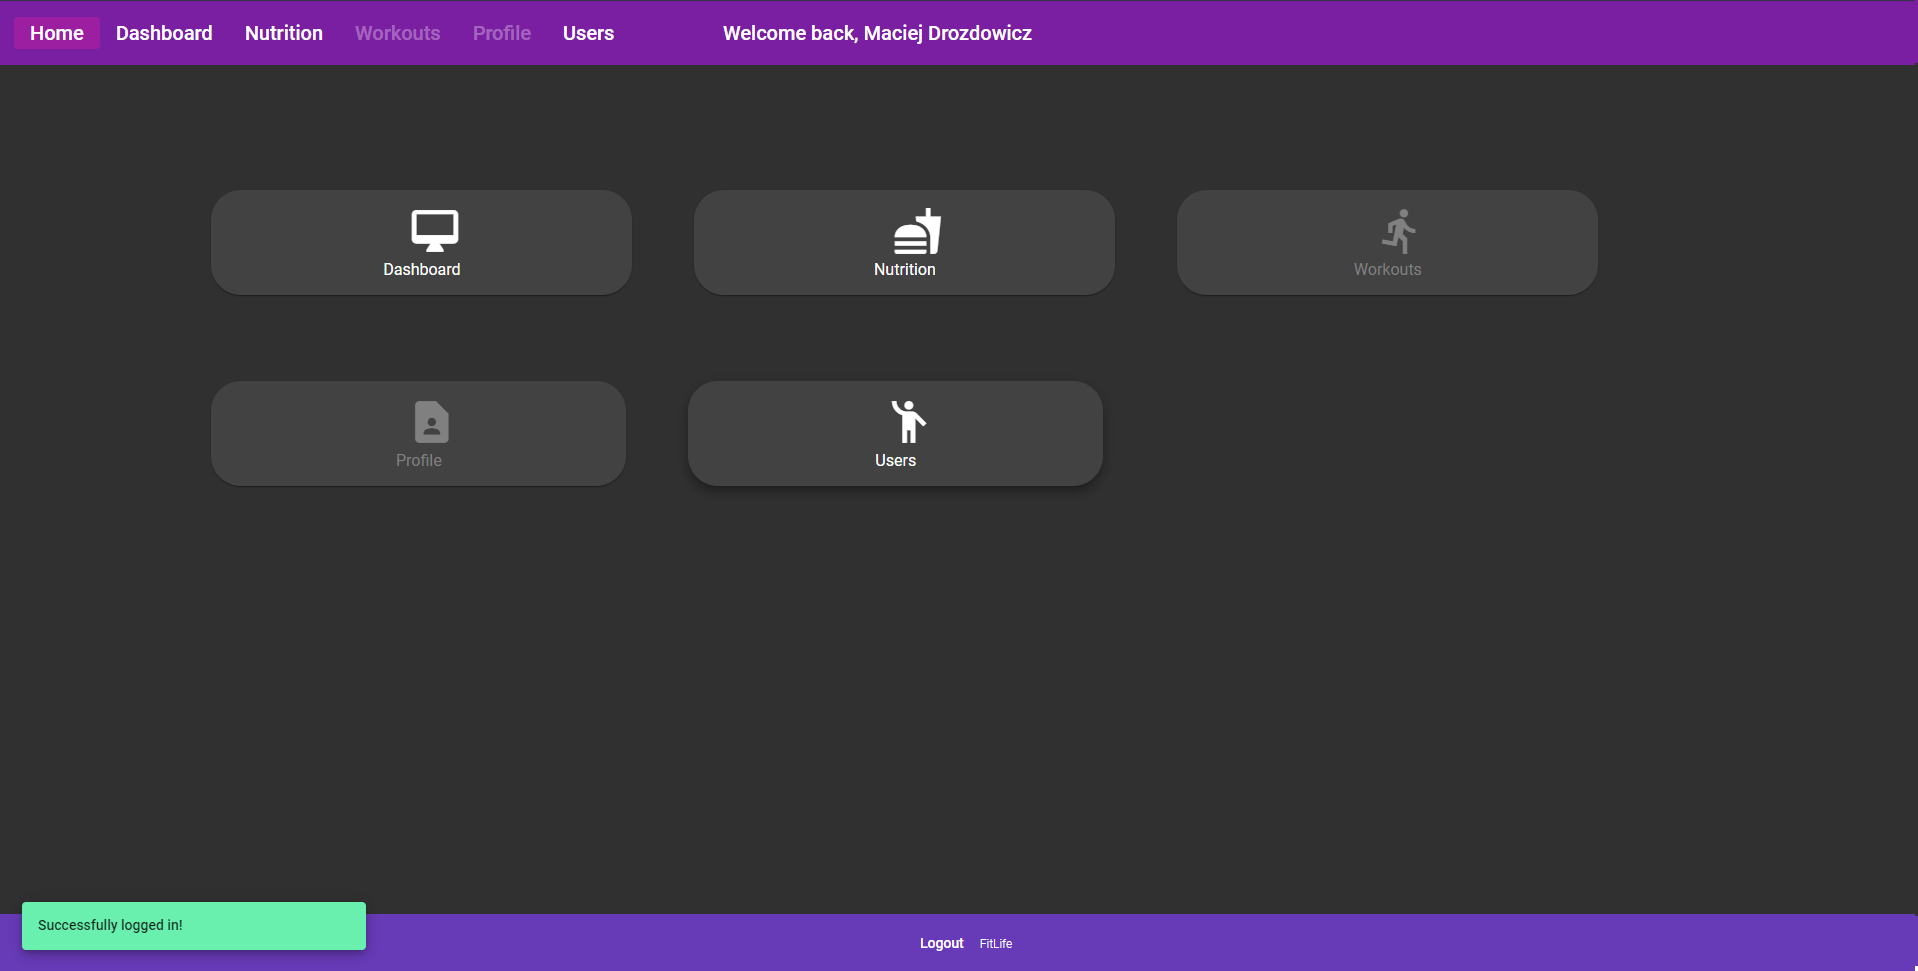 Home Dashboard Nutrition Workouts Profile Users Welcome back, Maciej Drozdowicz
Dashboard Nutrition Workouts
Profile Users
Successfully logged in!
Logout FitLife